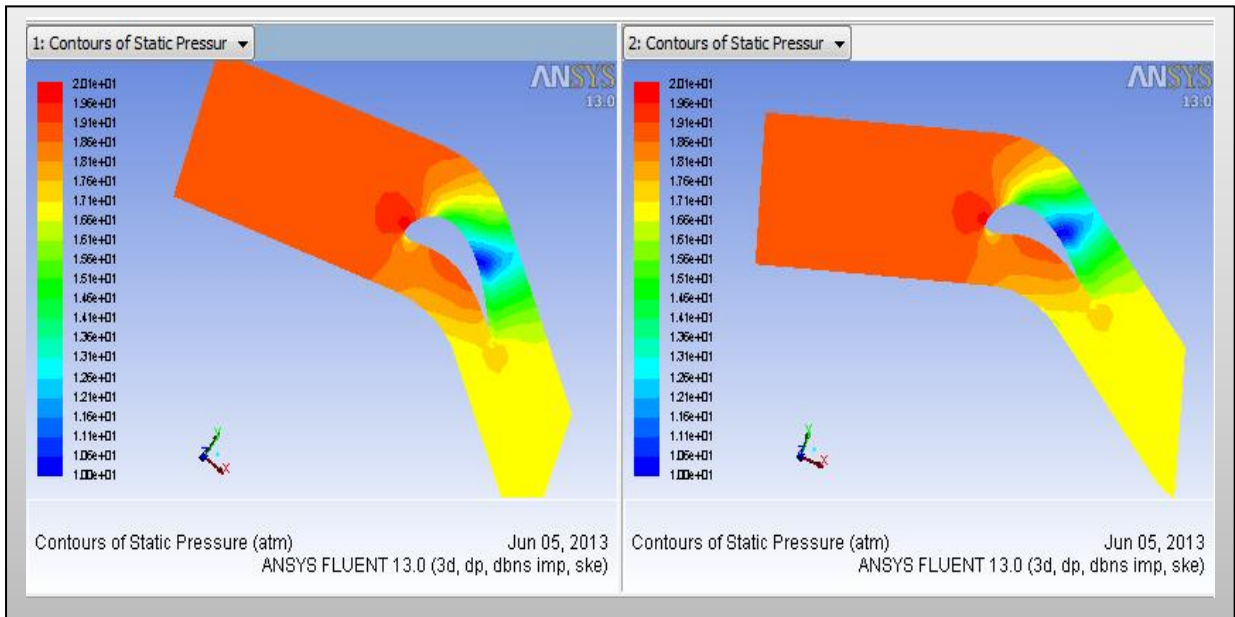 1: Contours of Static Pressur
ANSYS
13.0
2.01e+01
1.96e+01
1.91e+01
1.86e+01
1.81e+01
1.76e+01
1.71e+01
1.66e+01
1.61e+01
1.56e+01
1.51e+01
1.46e+01
1.41e+01
1.36e+01
1.31e+01
1.26e+01
1.21e+01
1.16e+01
1.11e+01
1.06e+01
1.00e+01
Y
Z
X
Contours of Static Pressure (atm)
Jun 05, 2013
ANSYS FLUENT 13.0 (3d, dp, dbns imp, ske)
2: Contours of Static Pressur
ANSYS
13.0
2.01e+01
1.96e+01
1.91e+01
1.86e+01
1.81e+01
1.76e+01
1.71e+01
1.66e+01
1.61e+01
1.56e+01
1.51e+01
1.46e+01
1.41e+01
1.36e+01
1.31e+01
1.26e+01
1.21e+01
1.16e+01
1.11e+01
1.06e+01
1.00e+01
Y
Z
X
Contours of Static Pressure (atm)
Jun 05, 2013
ANSYS FLUENT 13.0 (3d, dp, dbns imp, ske)